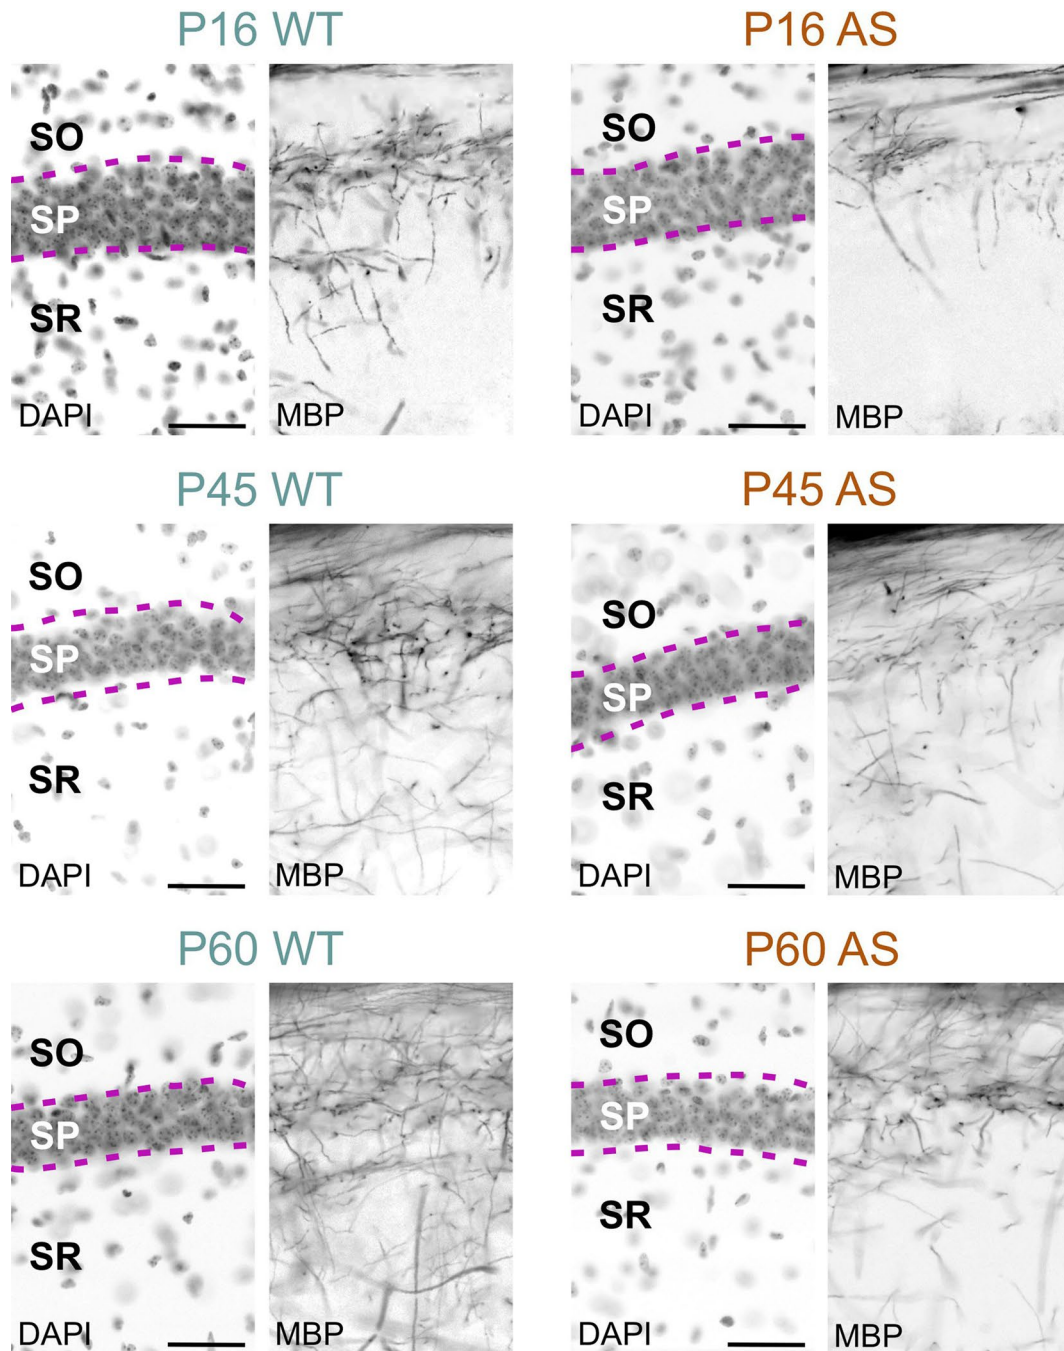 P16 WT
P16 AS
SO
SP
SR
DAPI
MBP
SO
SP
SR
DAPI
MBP
P45 WT
P45 AS
SO
SP
SR
DAPI
MBP
SO
SP
SR
DAPI
MBP
P60 WT
P60 AS
SO
SP
SR
DAPI
MBP
SO
SP
SR
DAPI
MBP